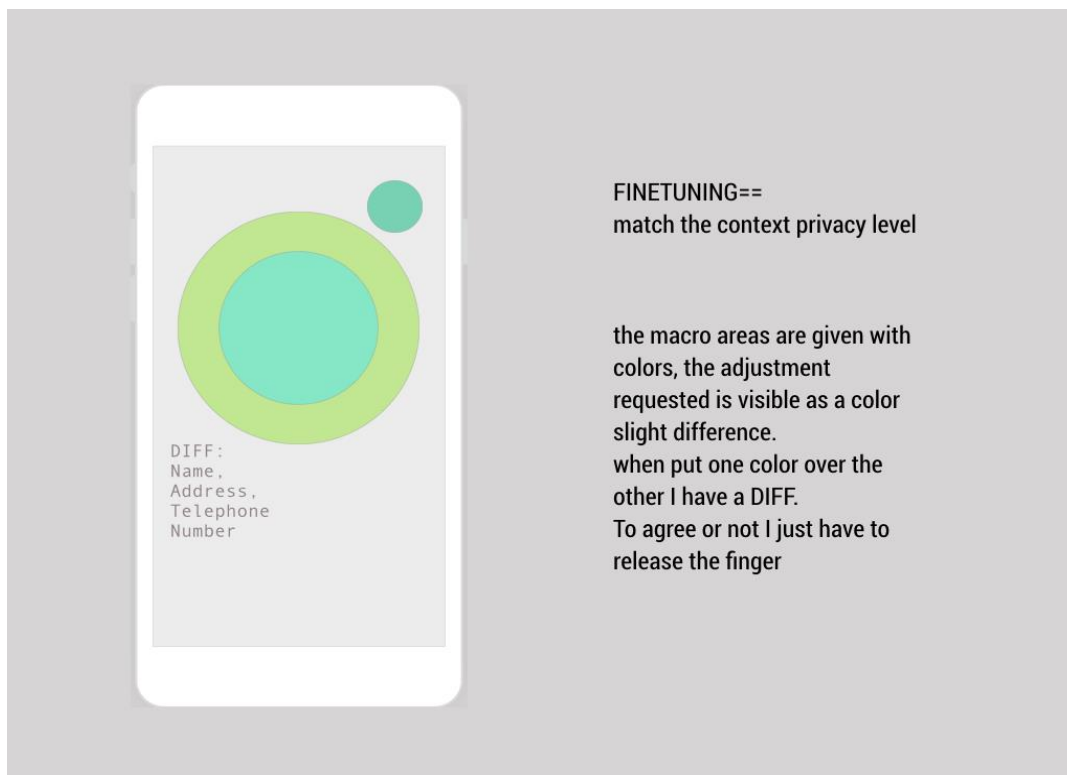 DIFF:
Name,
Address,
Telephone
Number
FINETUNING==
match the context privacy level
the macro areas are given with
colors, the adjustment
requested is visible as a color
slight difference.
when put one color over the
other I have a DIFF.
To agree or not I just have to
release the finger